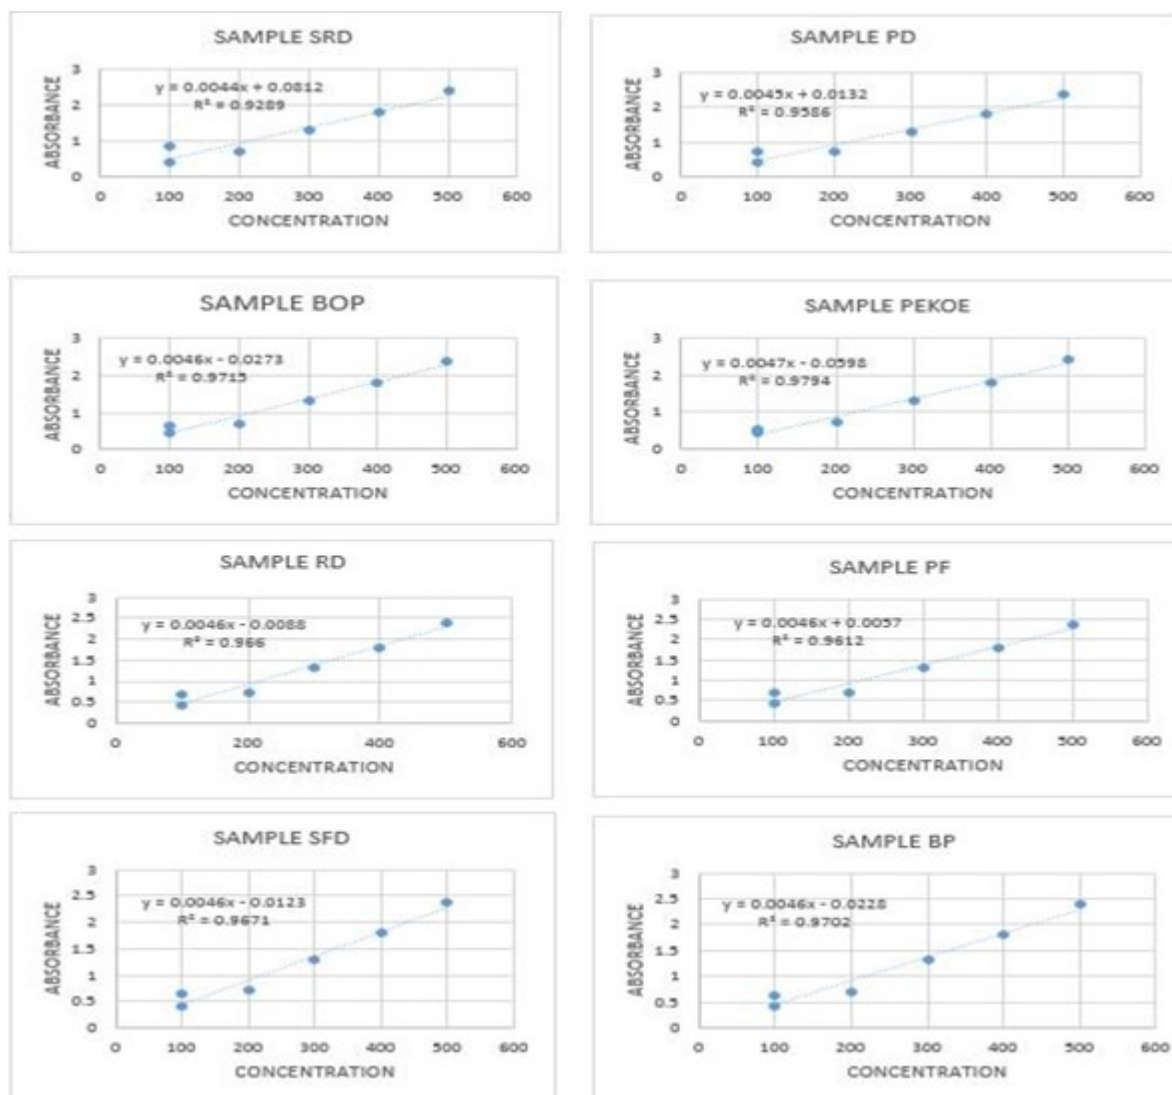 SAMPLE SRD
ABSORBANCE
3
y = 0.0044x + 0.0812
R² = 0.9289
2
1
0
0 100 200 300 400 500 600
CONCENTRATION
SAMPLE PD
ABSORBANCE
3
y = 0.0045x + 0.0132
R² = 0.9586
2
1
0
0 100 200 300 400 500 600
CONCENTRATION
SAMPLE BOP
ABSORBANCE
3
y = 0.0046x - 0.0273
R² = 0.9715
2
1
0
0 100 200 300 400 500 600
CONCENTRATION
SAMPLE PEKOE
ABSORBANCE
3
y = 0.0047x - 0.0598
R² = 0.9794
2
1
0
0 100 200 300 400 500 600
CONCENTRATION
SAMPLE RD
ABSORBANCE
3
2.5
y = 0.0046x - 0.0088
R² = 0.966
2
1.5
1
0.5
0
0 200 400 600
CONCENTRATION
SAMPLE PF
ABSORBANCE
3
2.5
y = 0.0046x + 0.0057
R² = 0.9612
2
1.5
1
0.5
0
0 100 200 300 400 500 600
CONCENTRATION
SAMPLE SFD
ABSORBANCE
3
2.5
y = 0.0046x - 0.0123
R² = 0.9671
2
1.5
1
0.5
0
0 100 200 300 400 500 600
CONCENTRATION
SAMPLE BP
ABSORBANCE
3
2.5
y = 0.0046x - 0.0228
R² = 0.9702
2
1.5
1
0.5
0
0 100 200 300 400 500 600
CONCENTRATION